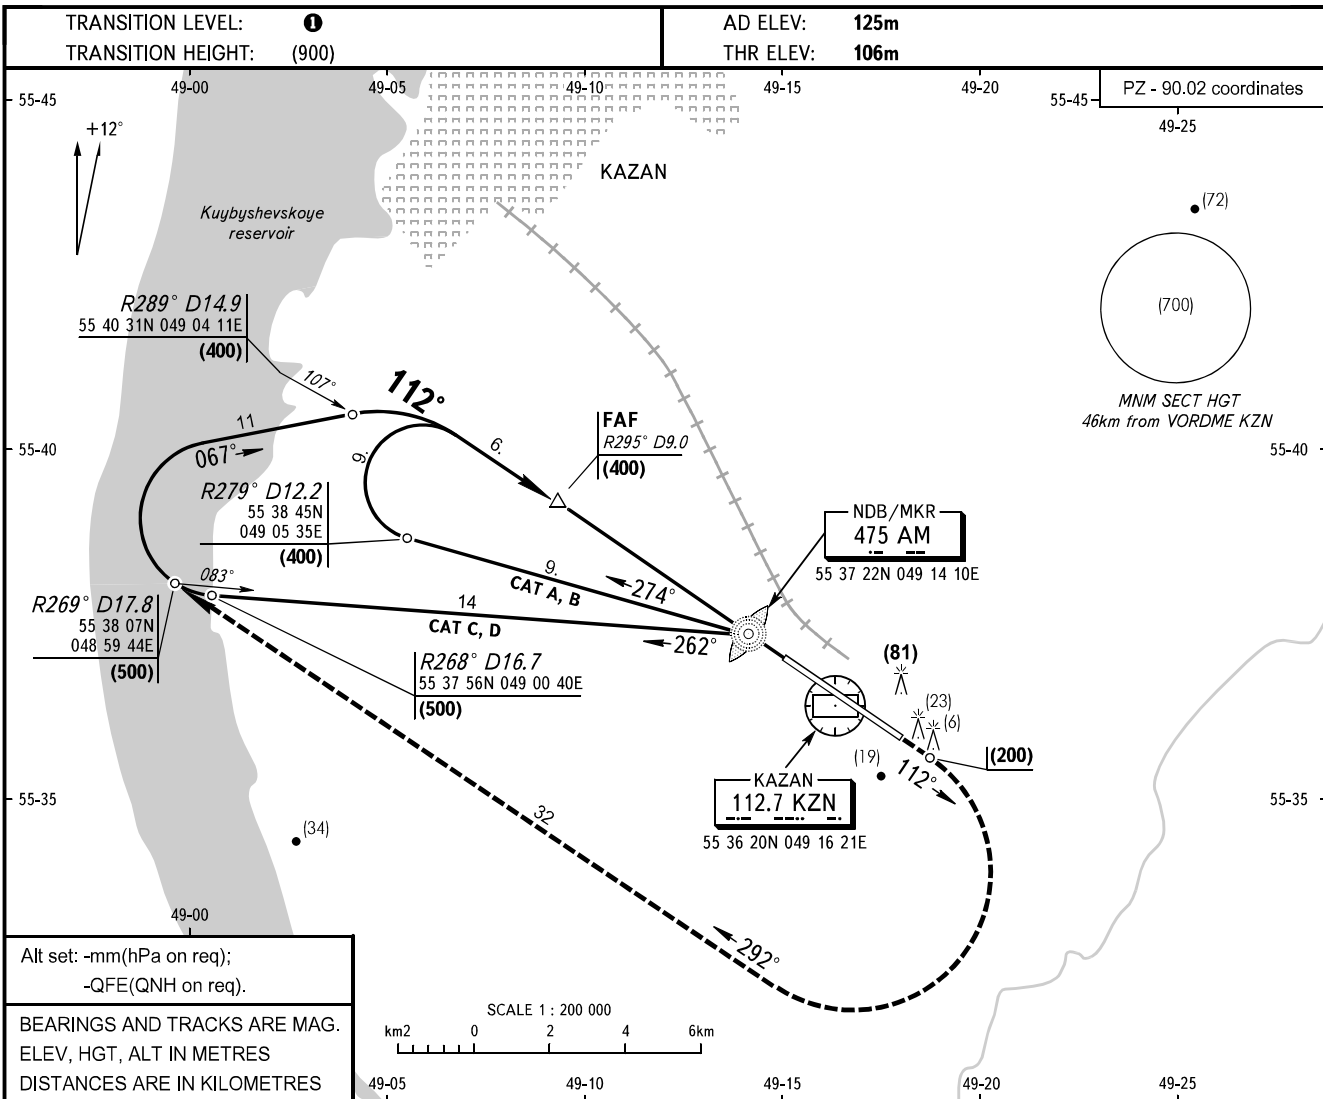 TRANSITION LEVEL: ❶
TRANSITION HEIGHT: (900)
AD ELEV: 125m
THR ELEV: 106m
49-00
49-05
49-10
49-15
49-20
PZ - 90.02 coordinates
55-45
55-45
49-25
+12°
KAZAN
Kuybyshevskoye
reservoir
(72)
(700)
MNM SECT HGT
46km from VORDME KZN
R289° D14.9
55 40 31N 049 04 11E
(400)
107°
112°
11
067°
9.
6.
FAF
R295° D9.0
(400)
55-40
55-40
R279° D12.2
55 38 45N
049 05 35E
(400)
NDB/MKR
475 AM
55 37 22N 049 14 10E
083°
9.
CAT A, B
274°
R269° D17.8
55 38 07N
048 59 44E
(500)
14
CAT C, D
262°
R268° D16.7
55 37 56N 049 00 40E
(500)
(81)
(23)
(6)
(200)
(19)
112°
KAZAN
112.7 KZN
55 36 20N 049 16 21E
55-35
55-35
32
(34)
49-00
292°
Alt set: -mm(hPa on req);
-QFE(QNH on req).
BEARINGS AND TRACKS ARE MAG.
ELEV, HGT, ALT IN METRES
DISTANCES ARE IN KILOMETRES
SCALE 1 : 200 000
km2 0 2 4 6km
49-05
49-10
49-15
49-20
49-25